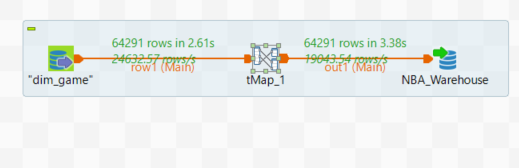 64291 rows in 2.61s
24632.57 rows/s
row1 (Main)
64291 rows in 3.38s
19043.54 rows/s
out1 (Main)
"dim_game"
tMap_1
NBA_Warehouse